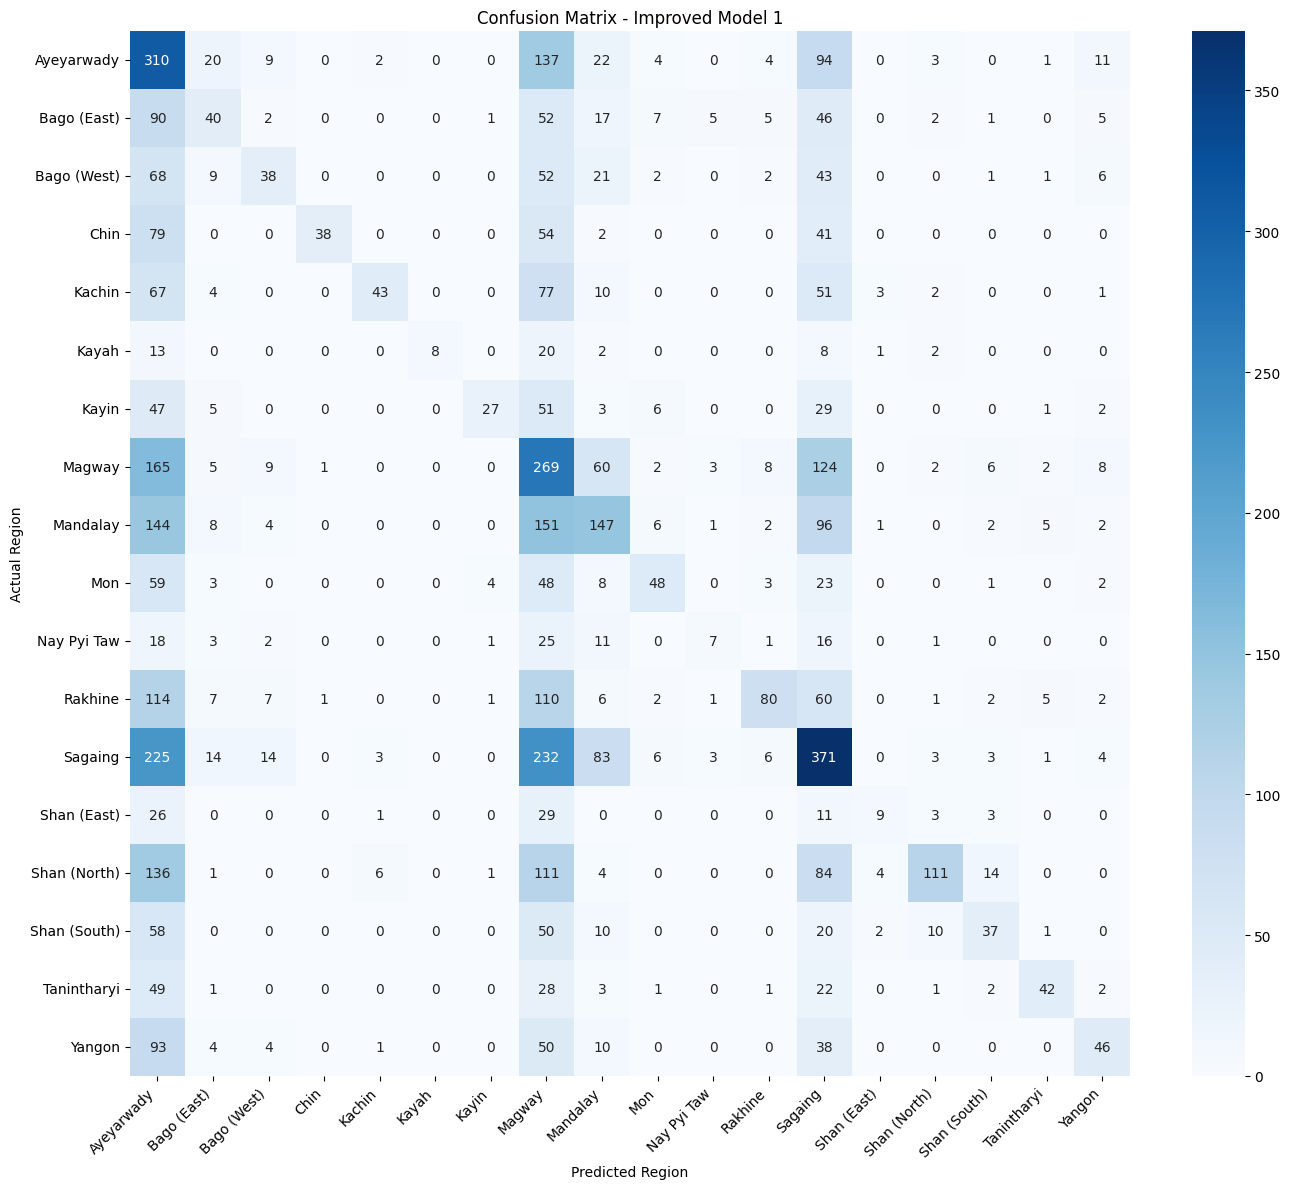 Confusion Matrix - Improved Model 1
Actual Region
Ayeyarwady 310 20 9 0 2 0 0 137 22 4 0 4 94 0 3 0 1 11
Bago (East) 90 40 2 0 0 0 1 52 17 7 5 5 46 0 2 1 0 5
Bago (West) 68 9 38 0 0 0 0 52 21 2 0 2 43 0 0 1 1 6
Chin 79 0 0 38 0 0 0 54 2 0 0 0 41 0 0 0 0 0
Kachin 67 4 0 0 43 0 0 77 10 0 0 0 51 3 2 0 0 1
Kayah 13 0 0 0 0 8 0 20 2 0 0 0 8 1 2 0 0 0
Kayin 47 5 0 0 0 0 27 51 3 6 0 0 29 0 0 0 1 2
Magway 165 5 9 1 0 0 0 269 60 2 3 8 124 0 2 6 2 8
Mandalay 144 8 4 0 0 0 0 151 147 6 1 2 96 1 0 2 5 2
Mon 59 3 0 0 0 0 4 48 8 48 0 3 23 0 0 1 0 2
Nay Pyi Taw 18 3 2 0 0 0 1 25 11 0 7 1 16 0 1 0 0 0
Rakhine 114 7 7 1 0 0 1 110 6 2 1 80 60 0 1 2 5 2
Sagaing 225 14 14 0 3 0 0 232 83 6 3 6 371 0 3 3 1 4
Shan (East) 26 0 0 0 1 0 0 29 0 0 0 0 11 9 3 3 0 0
Shan (North) 136 1 0 0 6 0 1 111 4 0 0 0 84 4 111 14 0 0
Shan (South) 58 0 0 0 0 0 0 50 10 0 0 0 20 2 10 37 1 0
Tanintharyi 49 1 0 0 0 0 0 28 3 1 0 1 22 0 1 2 42 2
Yangon 93 4 4 0 1 0 0 50 10 0 0 0 38 0 0 0 0 46
Ayeyarwady Bago (East) Bago (West) Chin Kachin Kayah Kayin Magway Mandalay Mon Nay Pyi Taw Rakhine Sagaing Shan (East) Shan (North) Shan (South) Tanintharyi Yangon
Predicted Region
350
300
250
200
150
100
50
0